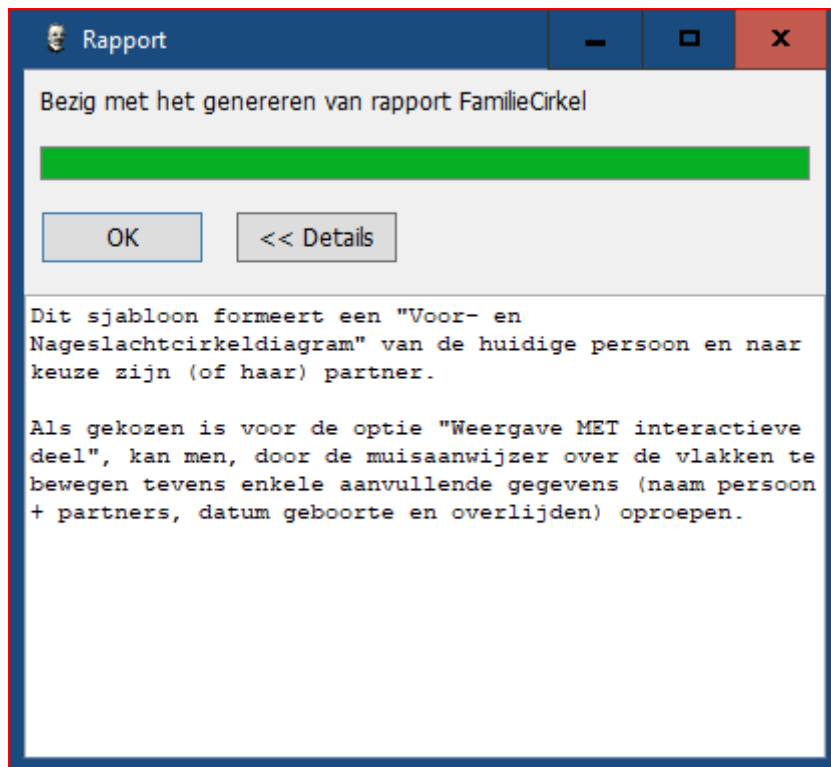 Rapport
Bezig met het genereren van rapport FamilieCirkel
OK
<< Details
Dit sjabloon formeert een "Voor- en
Nageslachtcirkeldiagram" van de huidige persoon en naar
keuze zijn (of haar) partner.
Als gekozen is voor de optie "Weergave MET interactieve
deel", kan men, door de muisaanwijzer over de vlakken te
bewegen tevens enkele aanvullende gegevens (naam persoon
+ partners, datum geboorte en overlijden) oproepen.